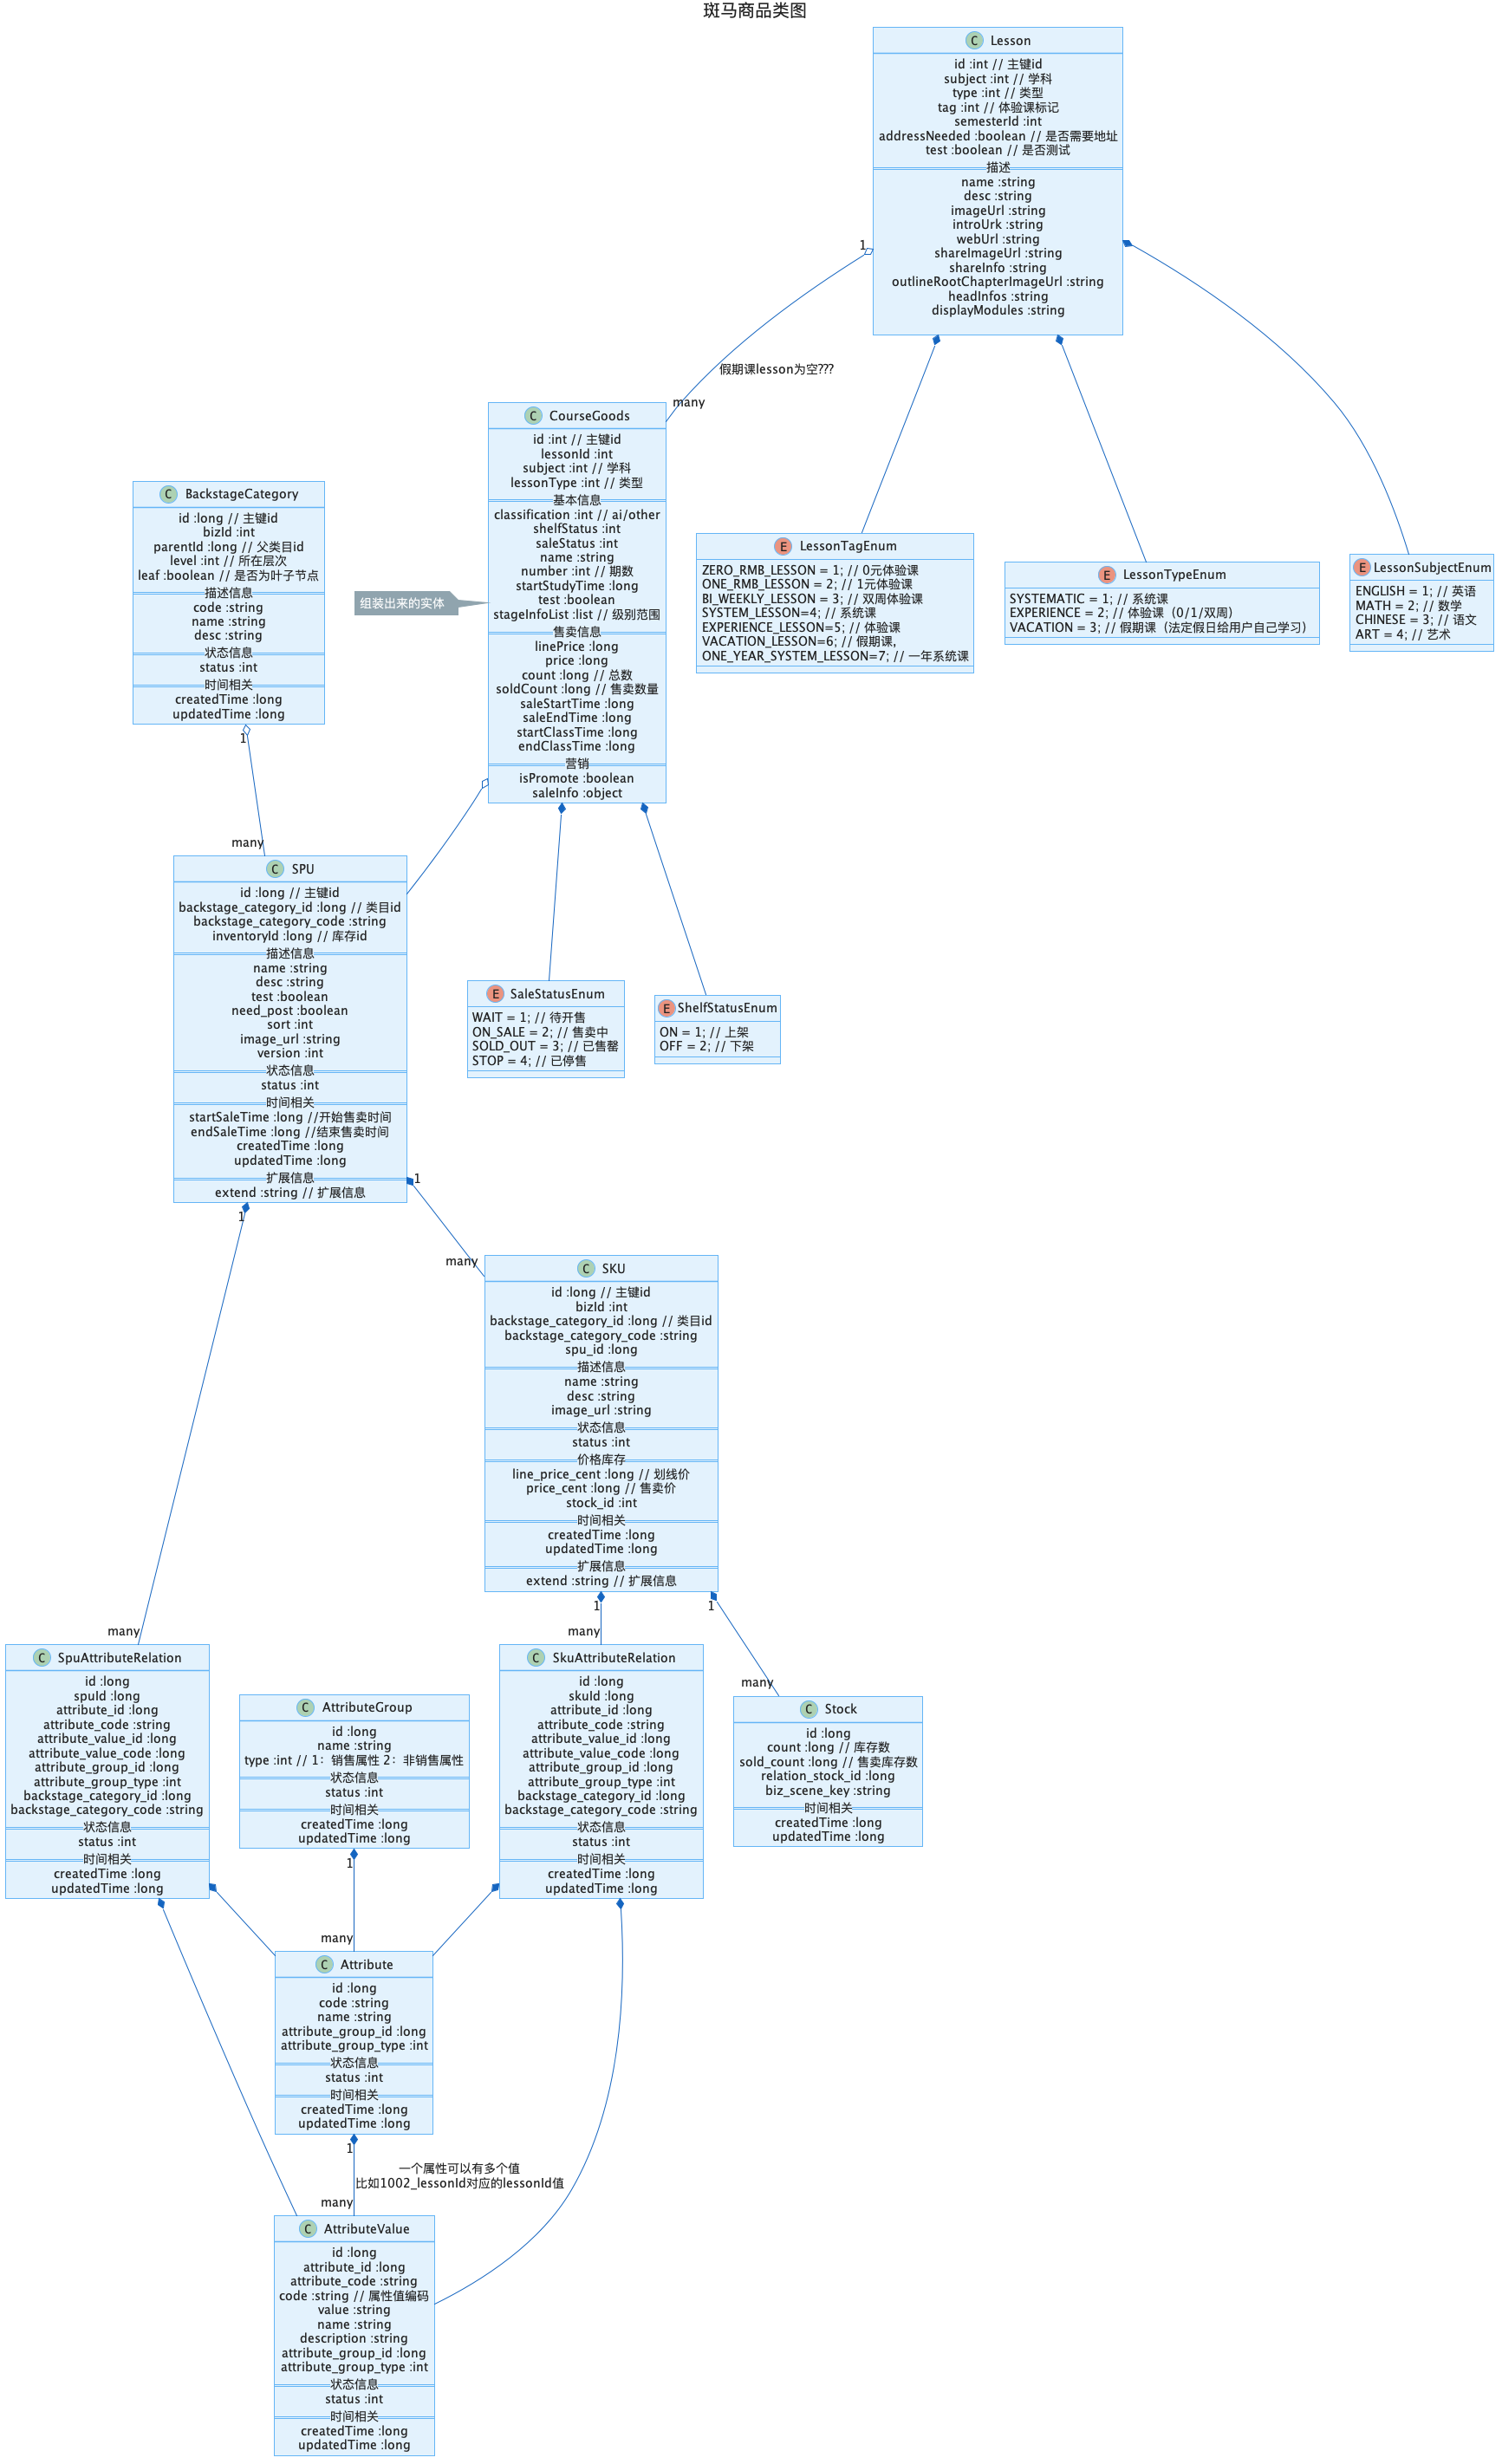 斑马商品类图
C Lesson
id :int // 主键id
subject :int // 学科
type :int // 类型
tag :int // 体验课标记
semesterId :int
addressNeeded :boolean // 是否需要地址
test :boolean // 是否测试
描述
name :string
desc :string
imageUrl :string
introUrk :string
webUrl :string
shareImageUrl :string
shareInfo :string
outlineRootChapterImageUrl :string
headInfos :string
displayModules :string
1
假期课lesson为空???
many
C CourseGoods
id :int // 主键id
lessonId :int
subject :int // 学科
lessonType :int // 类型
基本信息
classification :int // ai/other
shelfStatus :int
saleStatus :int
name :string
number :int // 期数
startStudyTime :long
test :boolean
stageInfoList :list // 级别范围
售卖信息
linePrice :long
price :long
count :long // 总数
soldCount :long // 售卖数量
saleStartTime :long
saleEndTime :long
startClassTime :long
endClassTime :long
营销
isPromote :boolean
saleInfo :object
组装出来的实体
C BackstageCategory
id :long // 主键id
bizId :int
parentId :long // 父类目id
level :int // 所在层次
leaf :boolean // 是否为叶子节点
描述信息
code :string
name :string
desc :string
状态信息
status :int
时间相关
createdTime :long
updatedTime :long
1
many
E LessonTagEnum
ZERO_RMB_LESSON = 1; // 0元体验课
ONE_RMB_LESSON = 2; // 1元体验课
BI_WEEKLY_LESSON = 3; // 双周体验课
SYSTEM_LESSON=4; // 系统课
EXPERIENCE_LESSON=5; // 体验课
VACATION_LESSON=6; // 假期课,
ONE_YEAR_SYSTEM_LESSON=7; // 一年系统课
E LessonTypeEnum
SYSTEMATIC = 1; // 系统课
EXPERIENCE = 2; // 体验课（0/1/双周）
VACATION = 3; // 假期课（法定假日给用户自己学习）
E LessonSubjectEnum
ENGLISH = 1; // 英语
MATH = 2; // 数学
CHINESE = 3; // 语文
ART = 4; // 艺术
C SPU
id :long // 主键id
backstage_category_id :long // 类目id
backstage_category_code :string
inventoryId :long // 库存id
描述信息
name :string
desc :string
test :boolean
need_post :boolean
sort :int
image_url :string
version :int
状态信息
status :int
时间相关
startSaleTime :long //开始售卖时间
endSaleTime :long //结束售卖时间
createdTime :long
updatedTime :long
扩展信息
extend :string // 扩展信息
E SaleStatusEnum
WAIT = 1; // 待开售
ON_SALE = 2; // 售卖中
SOLD_OUT = 3; // 已售罄
STOP = 4; // 已停售
E ShelfStatusEnum
ON = 1; // 上架
OFF = 2; // 下架
1
1
many
C SKU
id :long // 主键id
bizId :int
backstage_category_id :long // 类目id
backstage_category_code :string
spu_id :long
描述信息
name :string
desc :string
image_url :string
状态信息
status :int
价格库存
line_price_cent :long // 划线价
price_cent :long // 售卖价
stock_id :int
时间相关
createdTime :long
updatedTime :long
扩展信息
extend :string // 扩展信息
1
1
many
many
many
C SpuAttributeRelation
id :long
spuId :long
attribute_id :long
attribute_code :string
attribute_value_id :long
attribute_value_code :long
attribute_group_id :long
attribute_group_type :int
backstage_category_id :long
backstage_category_code :string
状态信息
status :int
时间相关
createdTime :long
updatedTime :long
C AttributeGroup
id :long
name :string
type :int // 1：销售属性 2：非销售属性
状态信息
status :int
时间相关
createdTime :long
updatedTime :long
C SkuAttributeRelation
id :long
skuId :long
attribute_id :long
attribute_code :string
attribute_value_id :long
attribute_value_code :long
attribute_group_id :long
attribute_group_type :int
backstage_category_id :long
backstage_category_code :string
状态信息
status :int
时间相关
createdTime :long
updatedTime :long
C Stock
id :long
count :long // 库存数
sold_count :long // 售卖库存数
relation_stock_id :long
biz_scene_key :string
时间相关
createdTime :long
updatedTime :long
1
many
C Attribute
id :long
code :string
name :string
attribute_group_id :long
attribute_group_type :int
状态信息
status :int
时间相关
createdTime :long
updatedTime :long
1
一个属性可以有多个值
比如1002_lessonId对应的lessonId值
many
C AttributeValue
id :long
attribute_id :long
attribute_code :string
code :string // 属性值编码
value :string
name :string
description :string
attribute_group_id :long
attribute_group_type :int
状态信息
status :int
时间相关
createdTime :long
updatedTime :long